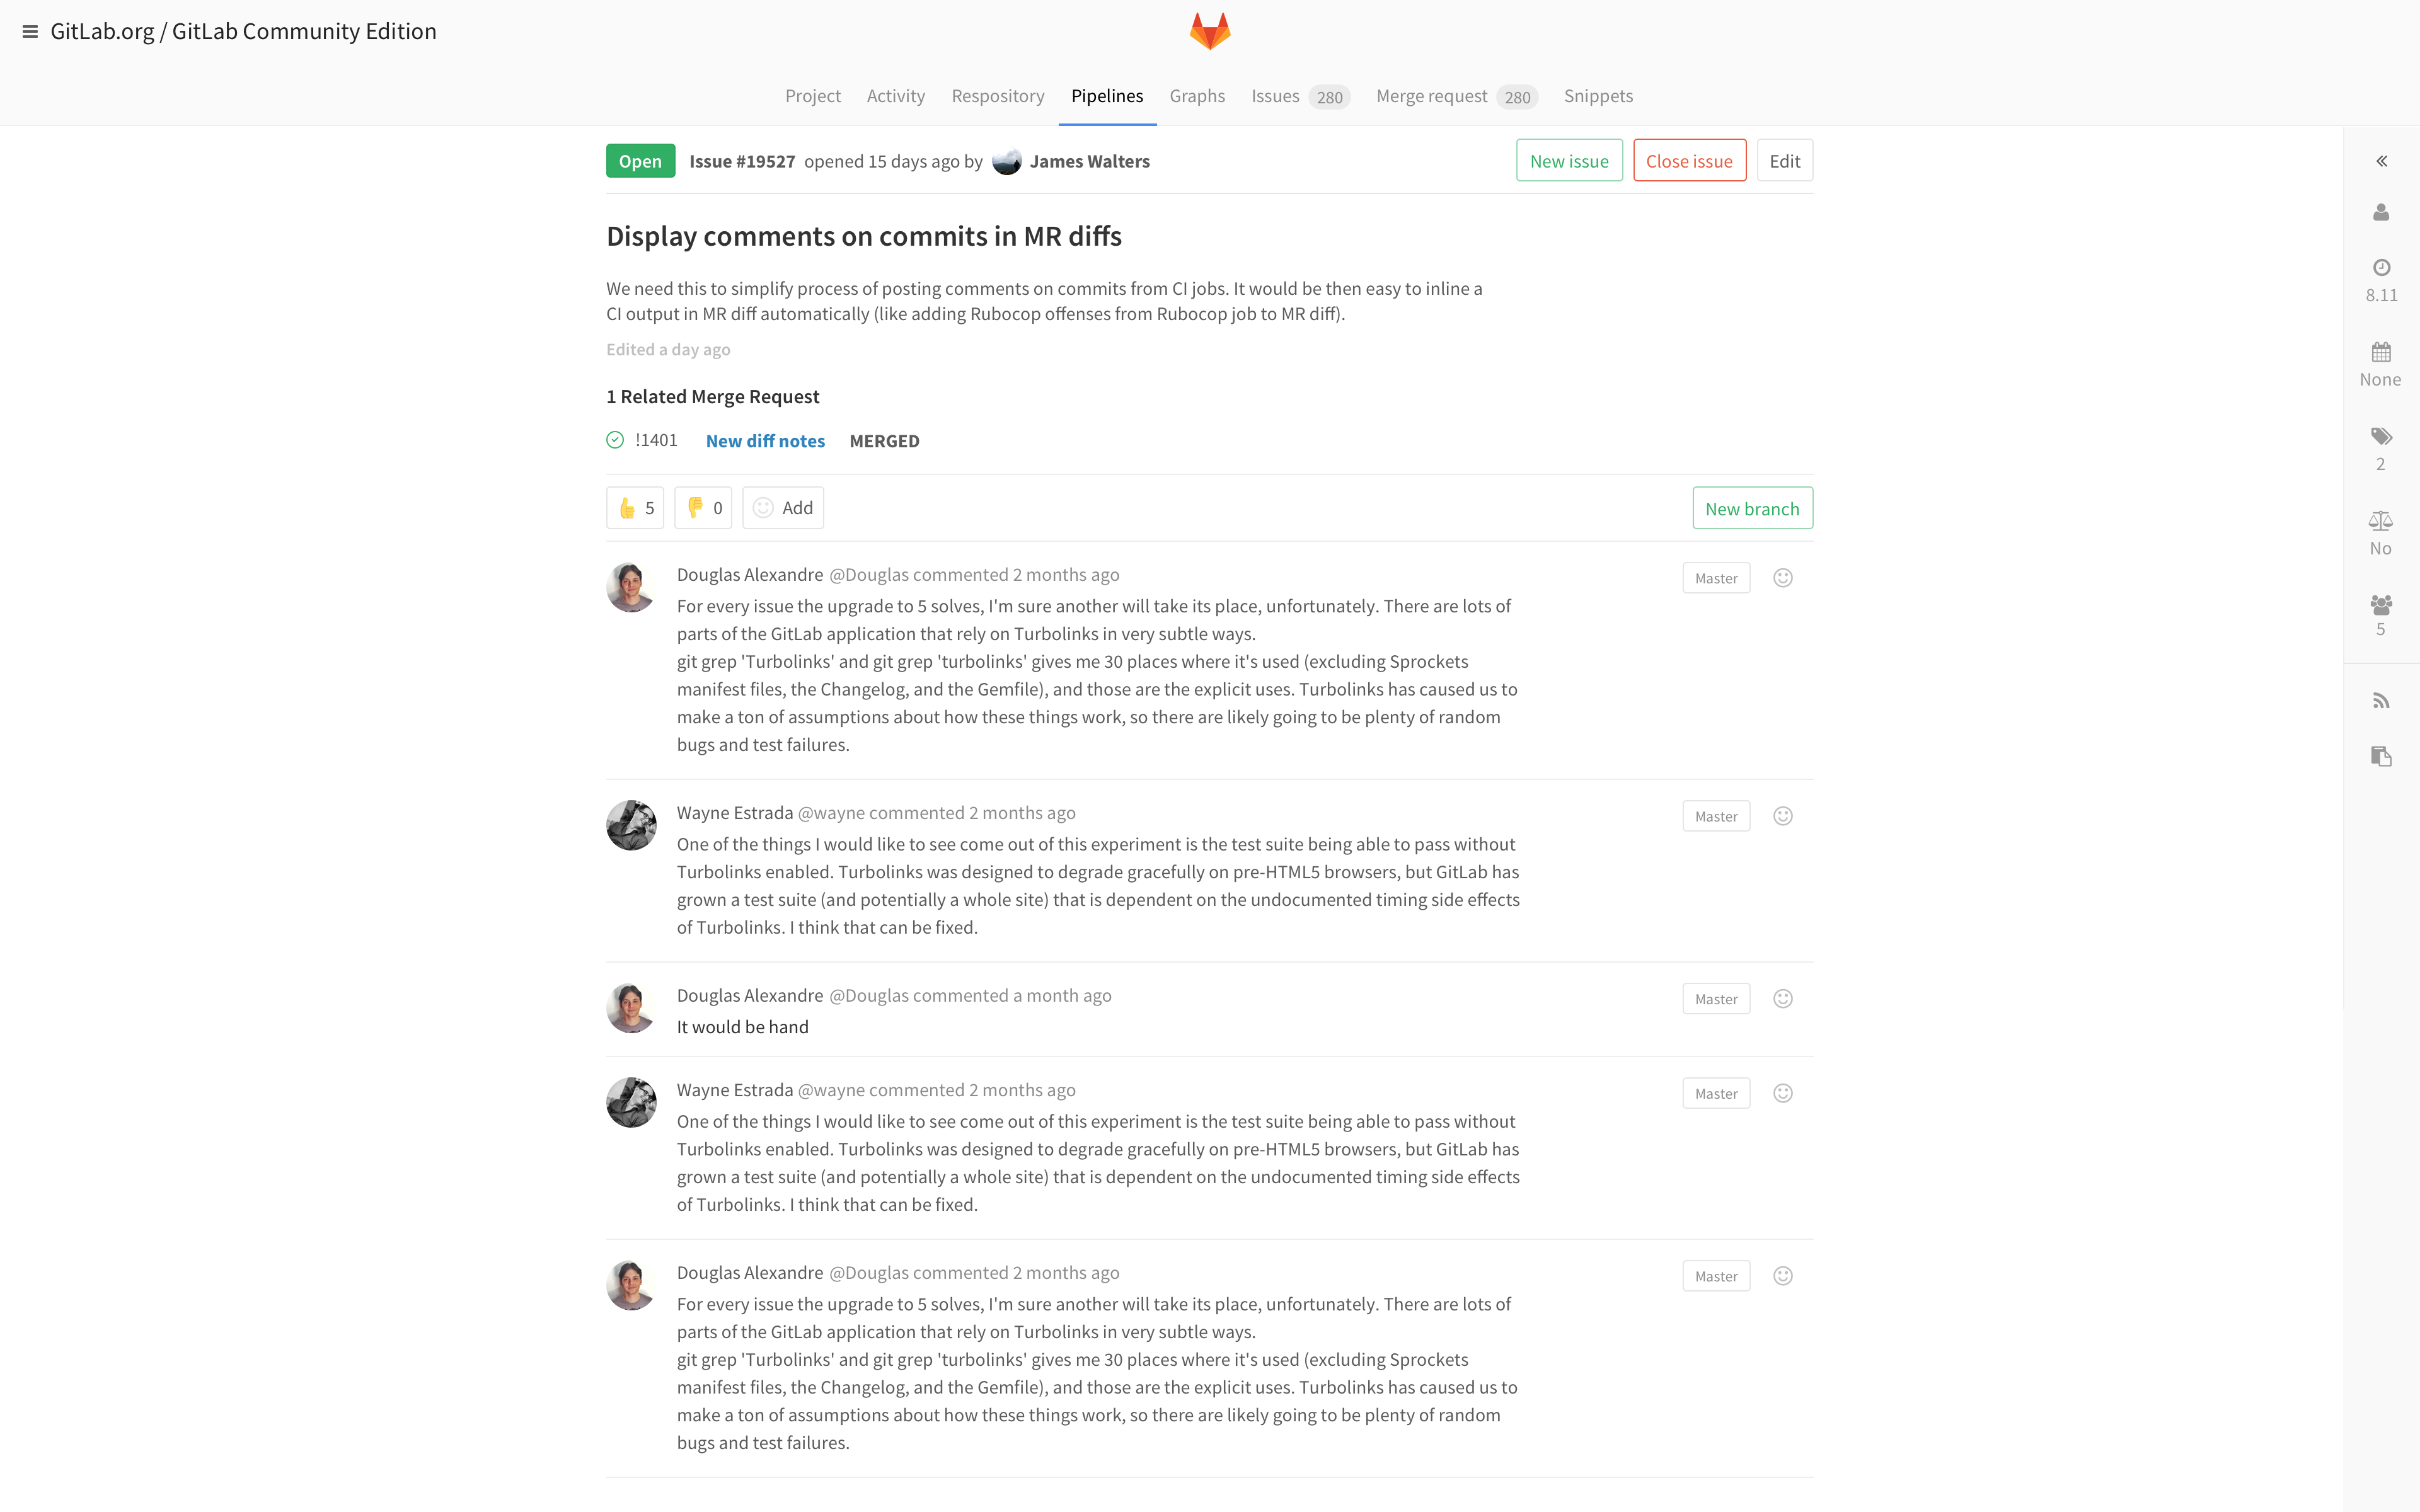 GitLab.org / GitLab Community Edition
Project Activity Respository Pipelines Graphs Issues 280 Merge request 280 Snippets
Open Issue #19527 opened 15 days ago by James Walters New issue Close issue Edit
Display comments on commits in MR diffs
We need this to simplify process of posting comments on commits from CI jobs. It would be then easy to inline a
CI output in MR diff automatically (like adding Rubocop offenses from Rubocop job to MR diff).
Edited a day ago
1 Related Merge Request
!1401 New diff notes MERGED
5 0 Add New branch
Douglas Alexandre @Douglas commented 2 months ago Master
For every issue the upgrade to 5 solves, I'm sure another will take its place, unfortunately. There are lots of
parts of the GitLab application that rely on Turbolinks in very subtle ways.
git grep 'Turbolinks' and git grep 'turbolinks' gives me 30 places where it's used (excluding Sprockets
manifest files, the Changelog, and the Gemfile), and those are the explicit uses. Turbolinks has caused us to
make a ton of assumptions about how these things work, so there are likely going to be plenty of random
bugs and test failures.
Wayne Estrada @wayne commented 2 months ago Master
One of the things I would like to see come out of this experiment is the test suite being able to pass without
Turbolinks enabled. Turbolinks was designed to degrade gracefully on pre-HTML5 browsers, but GitLab has
grown a test suite (and potentially a whole site) that is dependent on the undocumented timing side effects
of Turbolinks. I think that can be fixed.
Douglas Alexandre @Douglas commented a month ago Master
It would be hand
Wayne Estrada @wayne commented 2 months ago Master
One of the things I would like to see come out of this experiment is the test suite being able to pass without
Turbolinks enabled. Turbolinks was designed to degrade gracefully on pre-HTML5 browsers, but GitLab has
grown a test suite (and potentially a whole site) that is dependent on the undocumented timing side effects
of Turbolinks. I think that can be fixed.
Douglas Alexandre @Douglas commented 2 months ago Master
For every issue the upgrade to 5 solves, I'm sure another will take its place, unfortunately. There are lots of
parts of the GitLab application that rely on Turbolinks in very subtle ways.
git grep 'Turbolinks' and git grep 'turbolinks' gives me 30 places where it's used (excluding Sprockets
manifest files, the Changelog, and the Gemfile), and those are the explicit uses. Turbolinks has caused us to
make a ton of assumptions about how these things work, so there are likely going to be plenty of random
bugs and test failures.
8.11
None
2
No
5